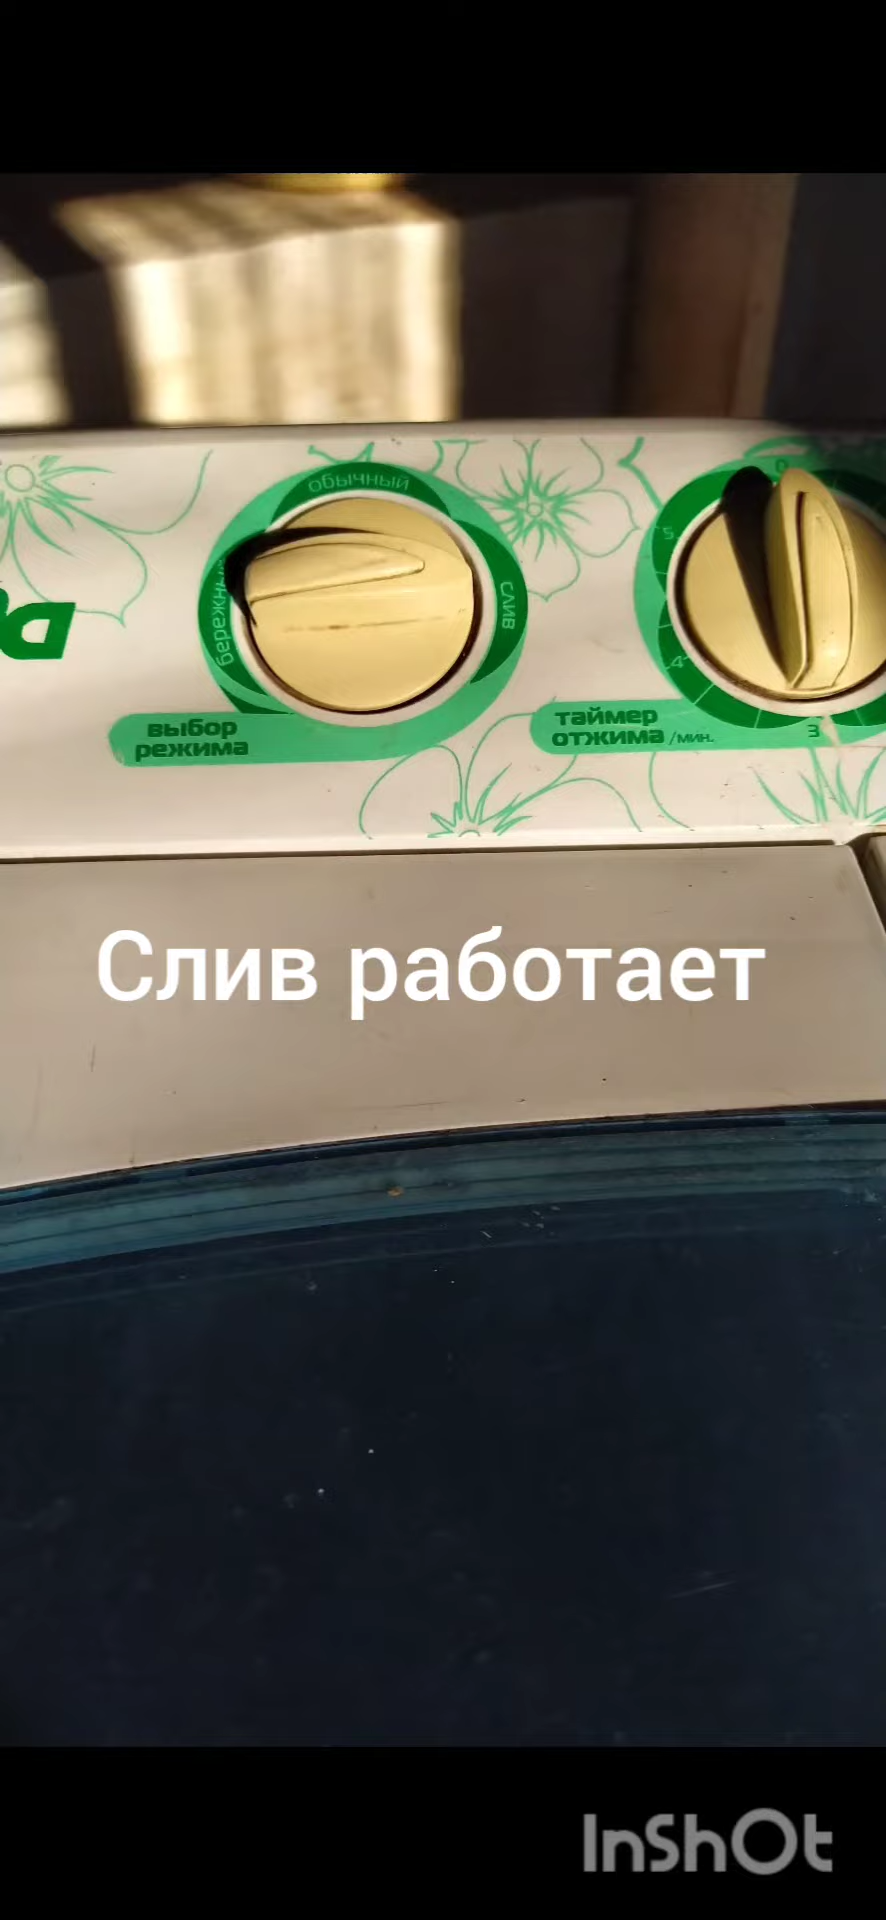 обычный
бережный
слив
0
5
4
3
выбор
режима
таймер
отжима /мин.
Слив работает
InShOt